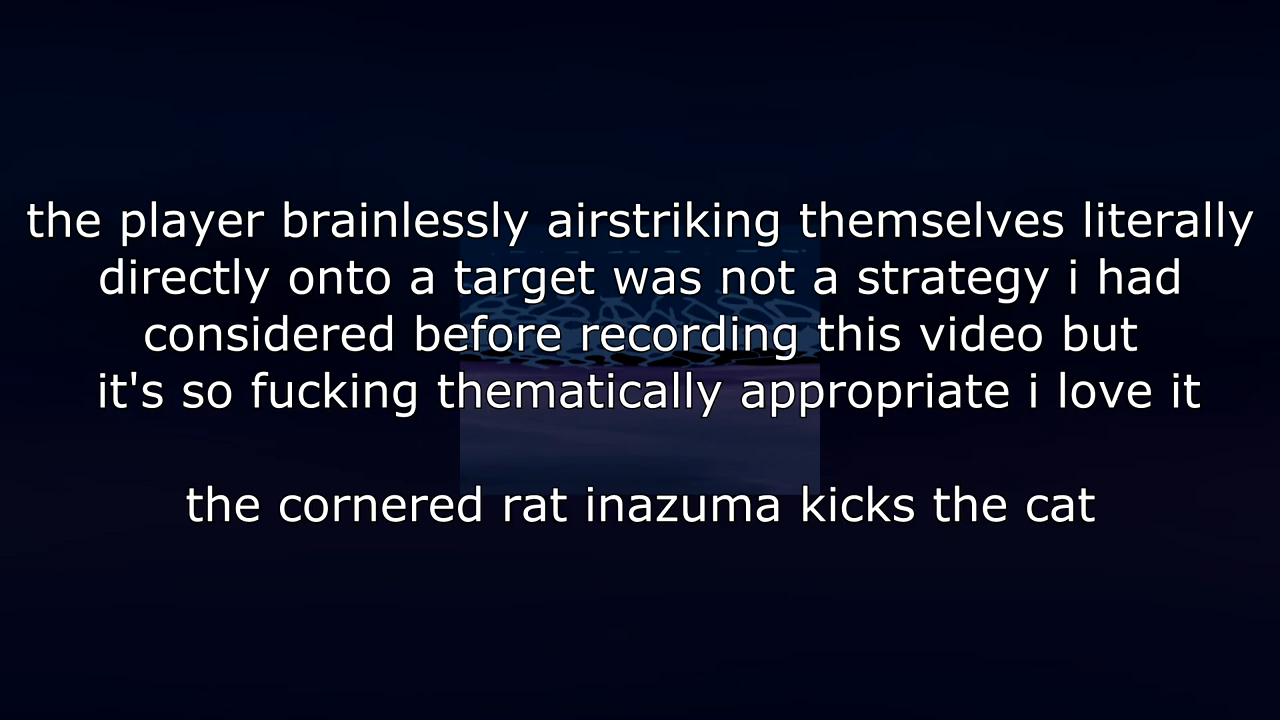 the player brainlessly airstriking themselves literally
directly onto a target was not a strategy i had
considered before recording this video but
it's so fucking thematically appropriate i love it
the cornered rat inazuma kicks the cat